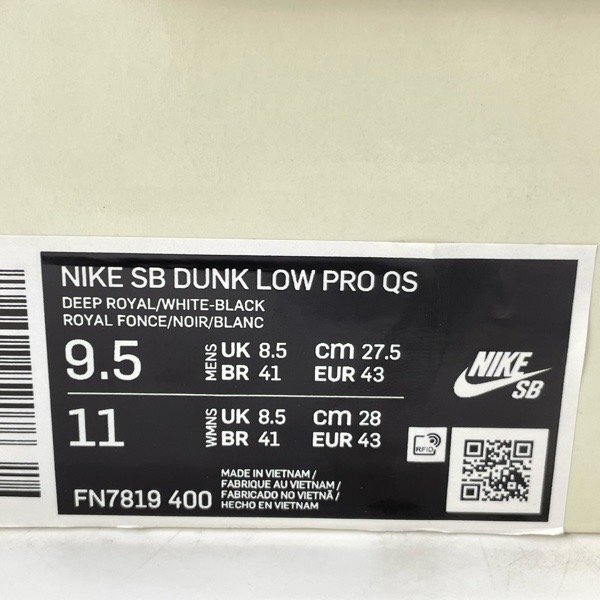 NIKE SB DUNK LOW PRO QS
DEEP ROYAL/WHITE-BLACK
ROYAL FONCE/NOIR/BLANC
9.5 MENS UK 8.5 cm 27.5
BR 41 EUR 43
11 WMNS UK 8.5 cm 28
BR 41 EUR 43
NIKE
SB
RFID
FN7819 400
MADE IN VIETNAM /
FABRIQUE AU VIETNAM /
FABRICADO NO VIETNÃ /
HECHO EN VIETNAM